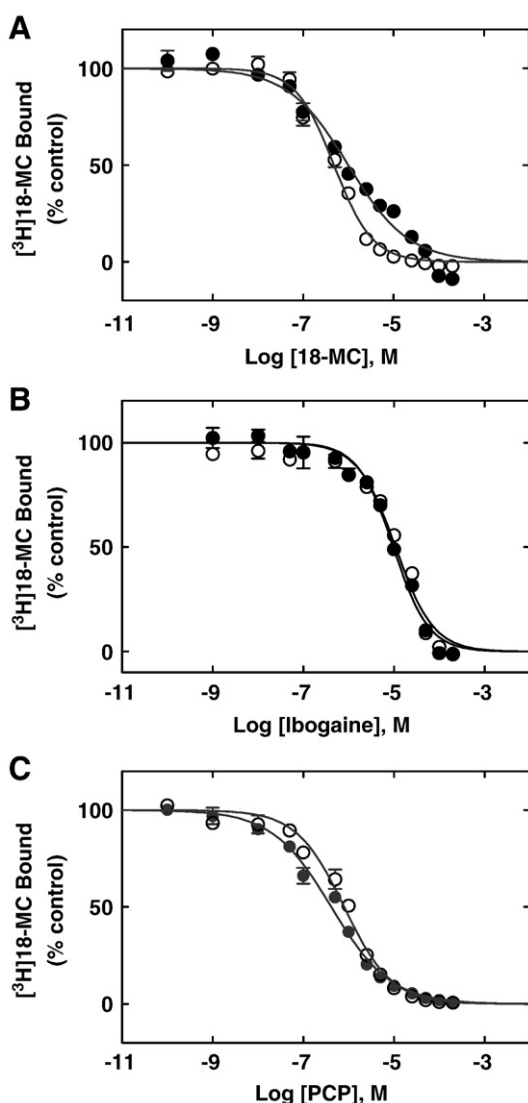 A
[³H]18-MC Bound
(% control)
100
50
0
-11
-9
-7
-5
-3
Log [18-MC], M
B
[³H]18-MC Bound
(% control)
100
50
0
-11
-9
-7
-5
-3
Log [Ibogaine], M
C
[³H]18-MC Bound
(% control)
100
50
0
-11
-9
-7
-5
-3
Log [PCP], M